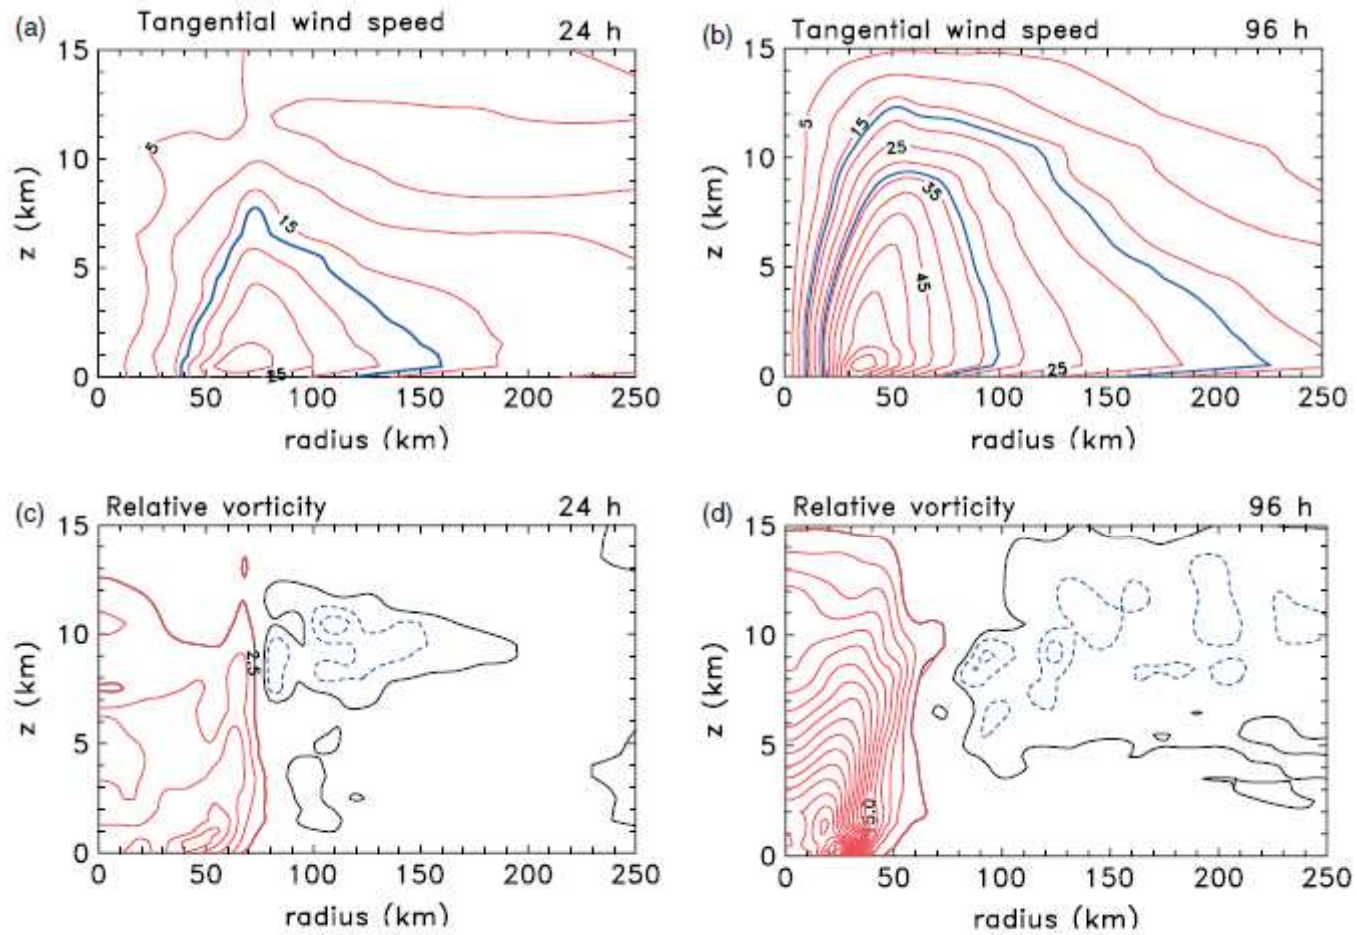 (a) Tangential wind speed 24 h
15
10
5
0
z (km)
5
15
25
0 50 100 150 200 250
radius (km)
(b) Tangential wind speed 96 h
15
10
5
0
z (km)
5
15
25
35
45
25
0 50 100 150 200 250
radius (km)
(c) Relative vorticity 24 h
15
10
5
0
z (km)
2.5
0 50 100 150 200 250
radius (km)
(d) Relative vorticity 96 h
15
10
5
0
z (km)
0 50 100 150 200 250
radius (km)